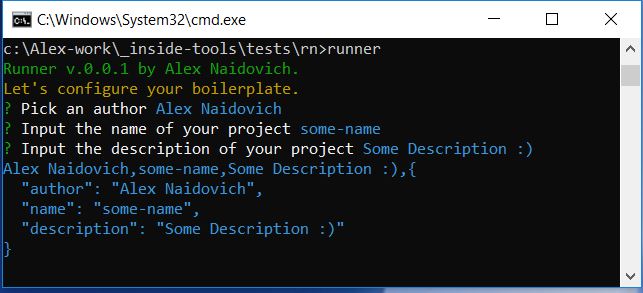 C:\Windows\System32\cmd.exe
c:\Alex-work\_inside-tools\tests\rn>runner
Runner v.0.0.1 by Alex Naidovich.
Let's configure your boilerplate.
? Pick an author Alex Naidovich
? Input the name of your project some-name
? Input the description of your project Some Description :)
Alex Naidovich,some-name,Some Description :),{
  "author": "Alex Naidovich",
  "name": "some-name",
  "description": "Some Description :)"
}